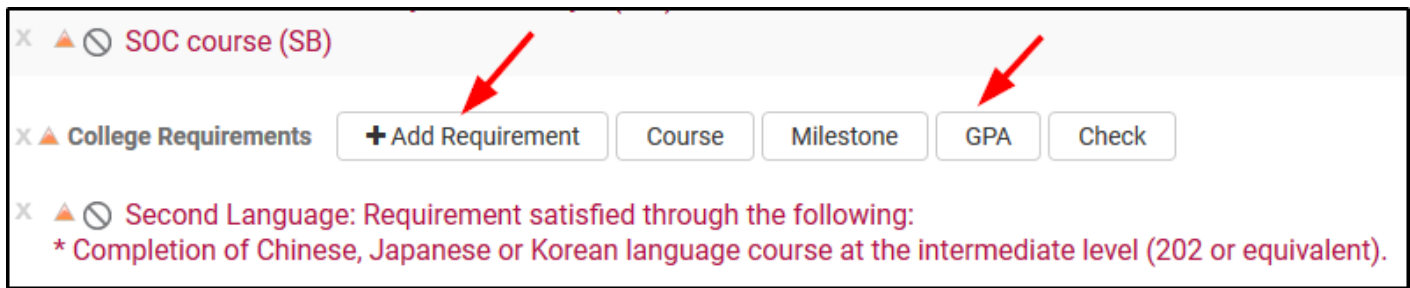 X SOC course (SB)
X College Requirements + Add Requirement Course Milestone GPA Check
X Second Language: Requirement satisfied through the following:
* Completion of Chinese, Japanese or Korean language course at the intermediate level (202 or equivalent).